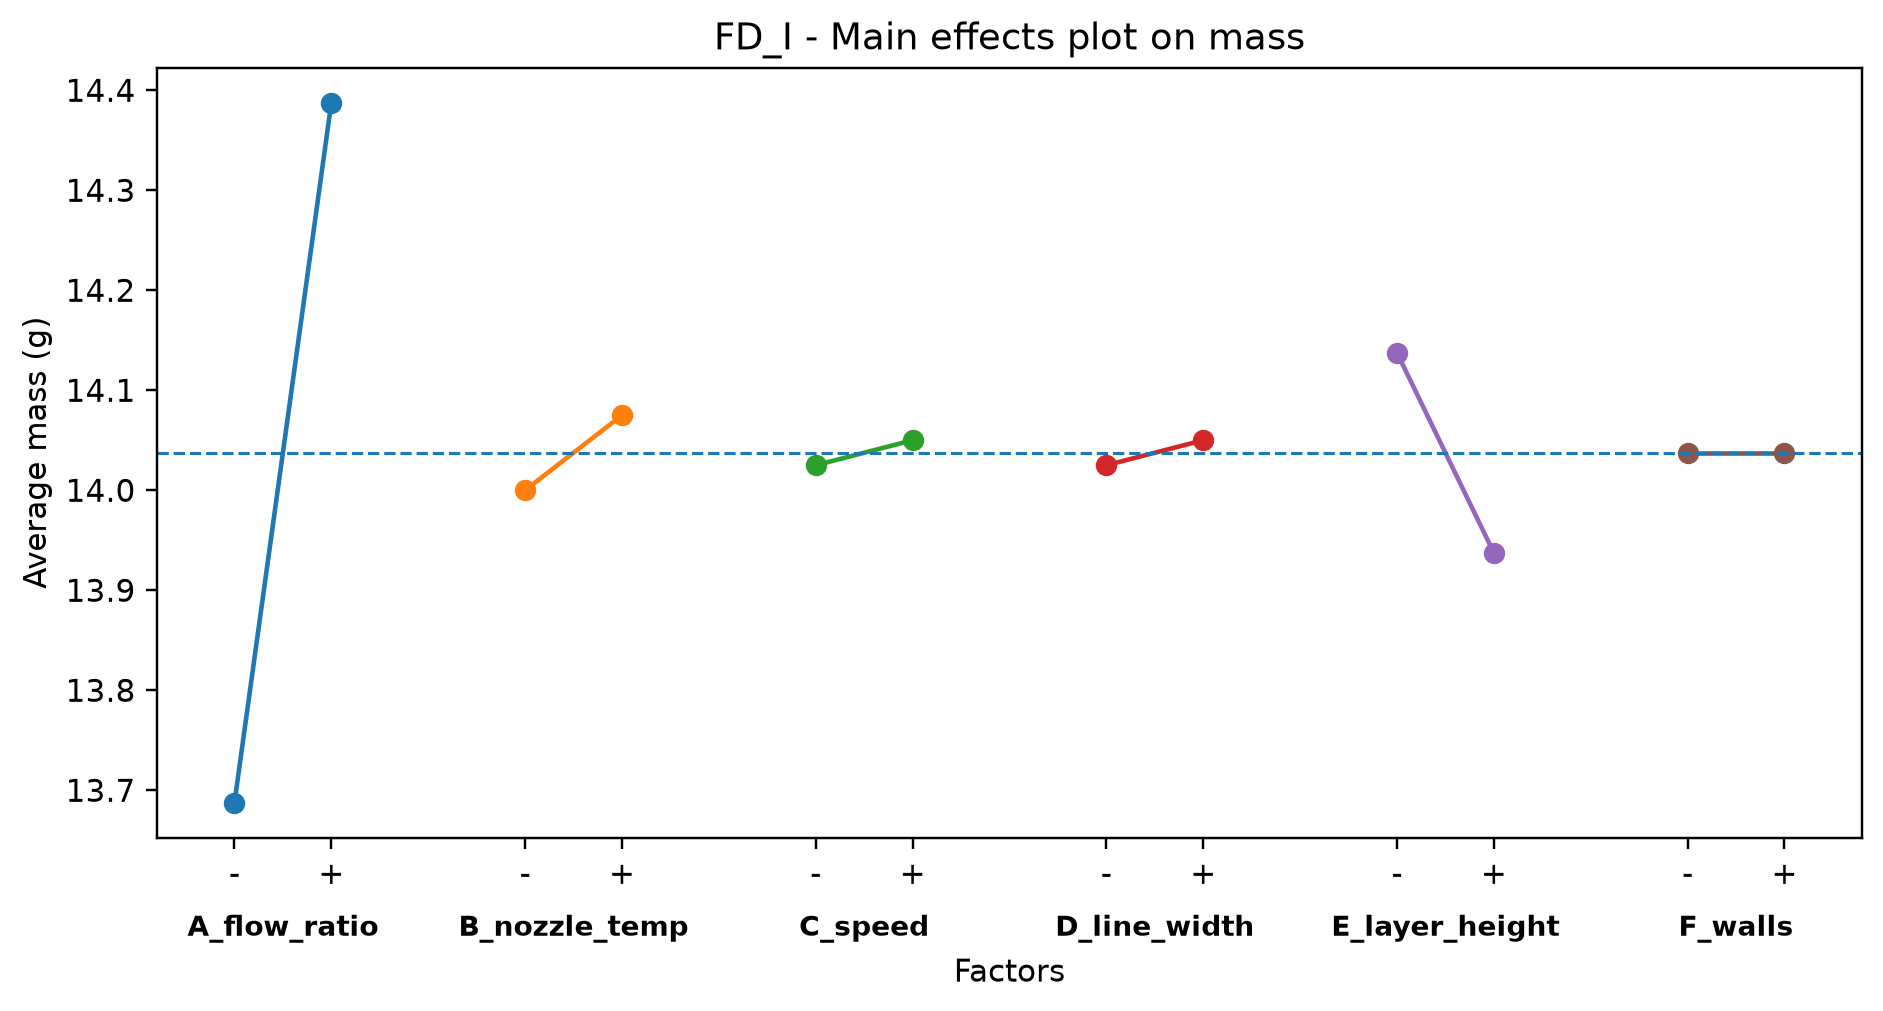 FD_I - Main effects plot on mass
Average mass (g)
14.4
14.3
14.2
14.1
14.0
13.9
13.8
13.7
- + - + - + - + - + - +
A_flow_ratio B_nozzle_temp C_speed D_line_width E_layer_height F_walls
Factors